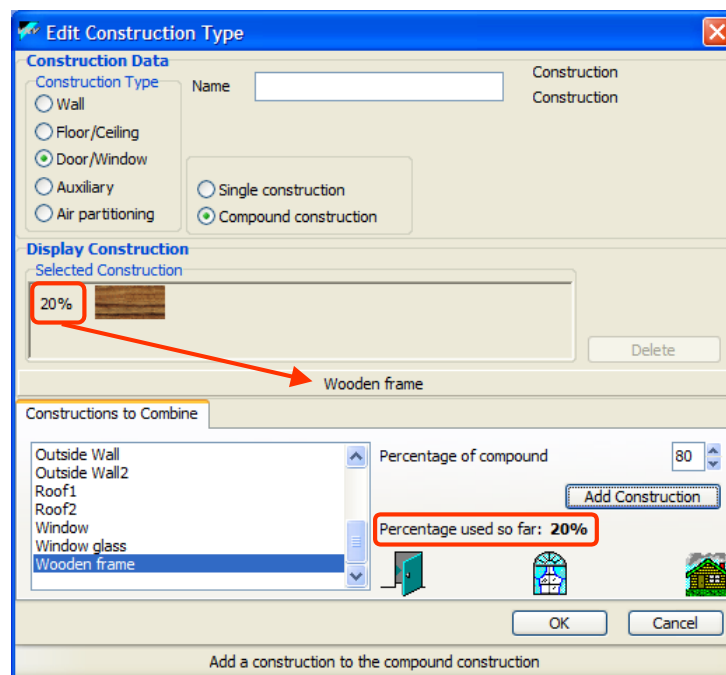 Edit Construction Type
Construction Data
Construction Type
Name
Construction
Construction
Wall
Floor/Ceiling
Door/Window
Auxiliary
Air partitioning
Single construction
Compound construction
Display Construction
Selected Construction
20%
Delete
Wooden frame
Constructions to Combine
Outside Wall
Outside Wall2
Roof1
Roof2
Window
Window glass
Wooden frame
Percentage of compound 80
Add Construction
Percentage used so far: 20%
OK Cancel
Add a construction to the compound construction